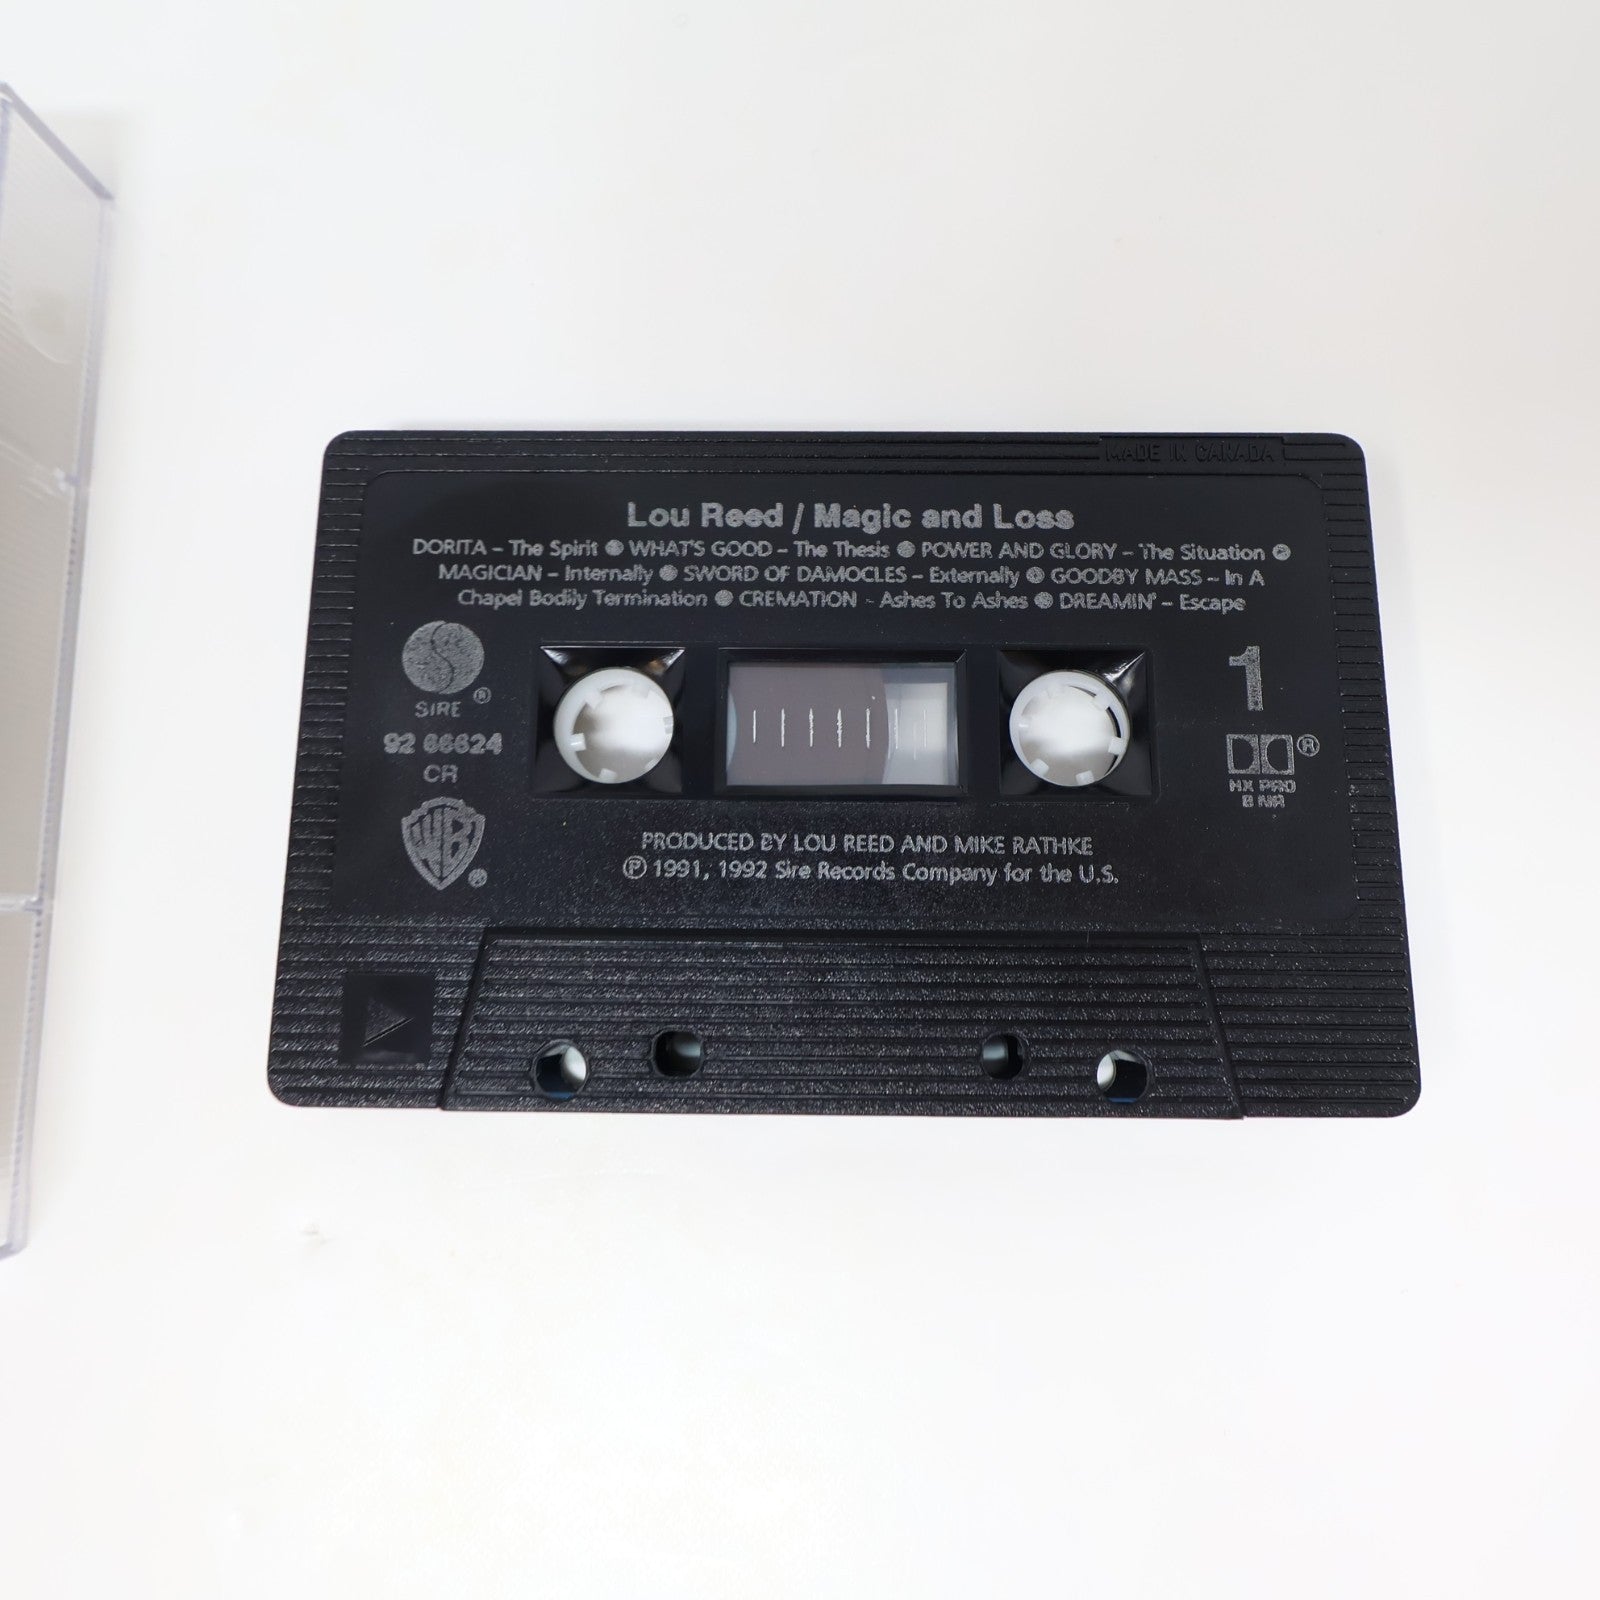 MADE IN CANADA
Lou Reed / Magic and Loss
DORITA – The Spirit ● WHAT'S GOOD – The Thesis ● POWER AND GLORY – The Situation ●
MAGICIAN – Internally ● SWORD OF DAMOCLES – Externally ● GOODBY MASS – In A
Chapel Bodily Termination ● CREMATION – Ashes To Ashes ● DREAMIN' – Escape
SIRE ®
92 66624
CR
WB ®
1
®
HX PRO
B NR
PRODUCED BY LOU REED AND MIKE RATHKE
℗ 1991, 1992 Sire Records Company for the U.S.